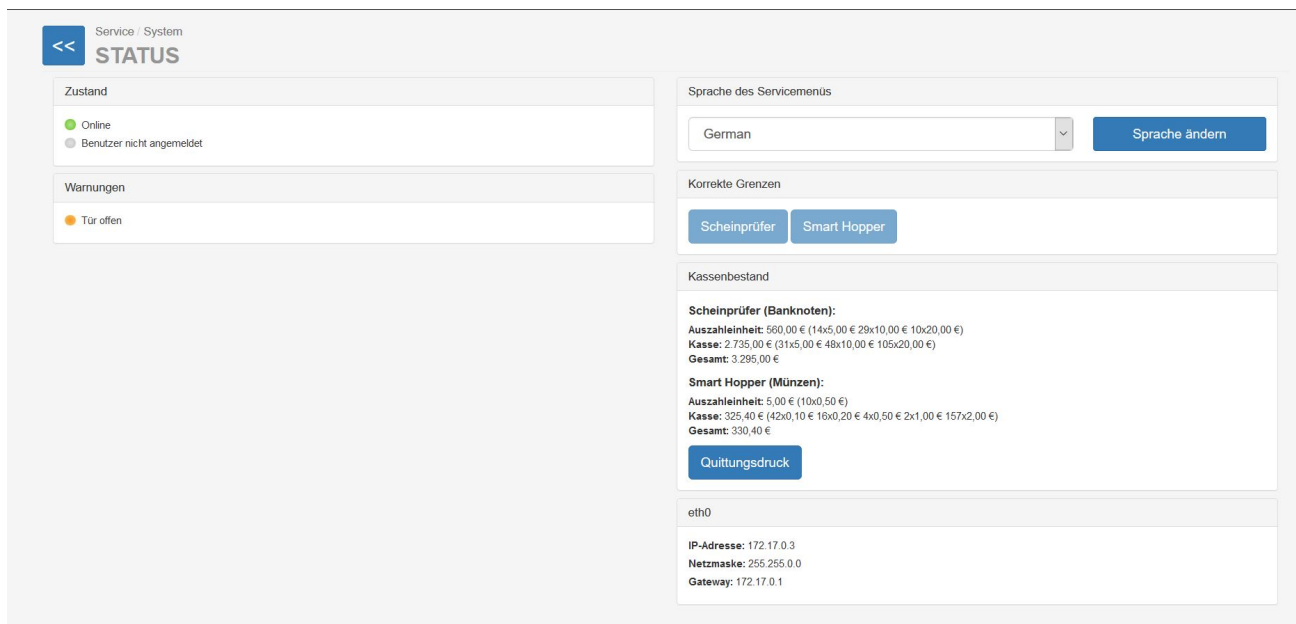 <<
Service / System
STATUS
Zustand
Online
Benutzer nicht angemeldet
Warnungen
Tür offen
Sprache des Servicemenüs
German
Sprache ändern
Korrekte Grenzen
Scheinprüfer
Smart Hopper
Kassenbestand
Scheinprüfer (Banknoten):
Auszahleinheit: 560,00 € (14x5,00 € 29x10,00 € 10x20,00 €)
Kasse: 2.735,00 € (31x5,00 € 48x10,00 € 105x20,00 €)
Gesamt: 3.295,00 €
Smart Hopper (Münzen):
Auszahleinheit: 5,00 € (10x0,50 €)
Kasse: 325,40 € (42x0,10 € 16x0,20 € 4x0,50 € 2x1,00 € 157x2,00 €)
Gesamt: 330,40 €
Quittungsdruck
eth0
IP-Adresse: 172.17.0.3
Netzmaske: 255.255.0.0
Gateway: 172.17.0.1